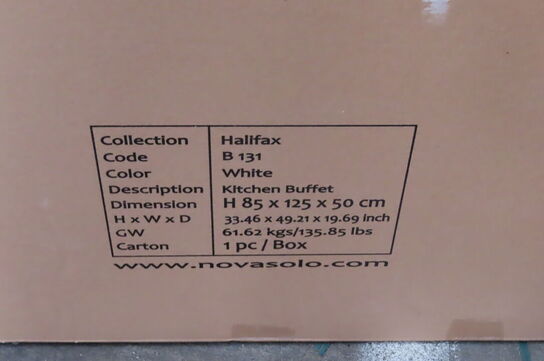 Collection Halifax
Code B 131
Color White
Description Kitchen Buffet
Dimension H 85 x 125 x 50 cm
H x W x D 33.46 x 49.21 x 19.69 inch
GW 61.62 kgs/135.85 lbs
Carton 1 pc / Box
www.novasolo.com